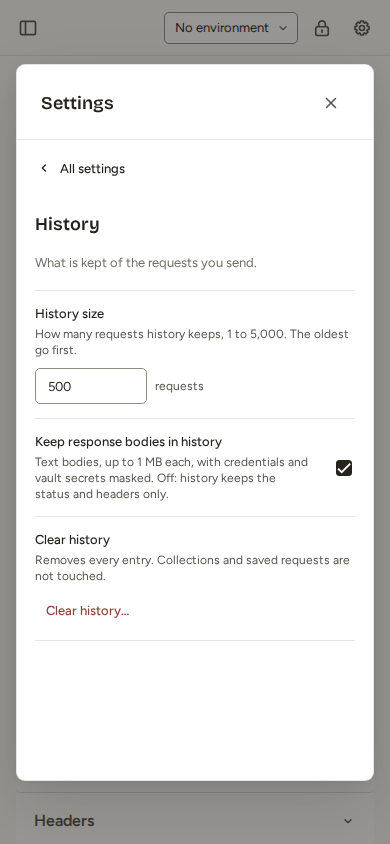 No environment
Settings
All settings
History
What is kept of the requests you send.
History size
How many requests history keeps, 1 to 5,000. The oldest
go first.
500 requests
Keep response bodies in history
Text bodies, up to 1 MB each, with credentials and
vault secrets masked. Off: history keeps the
status and headers only.
Clear history
Removes every entry. Collections and saved requests are
not touched.
Clear history...
Headers